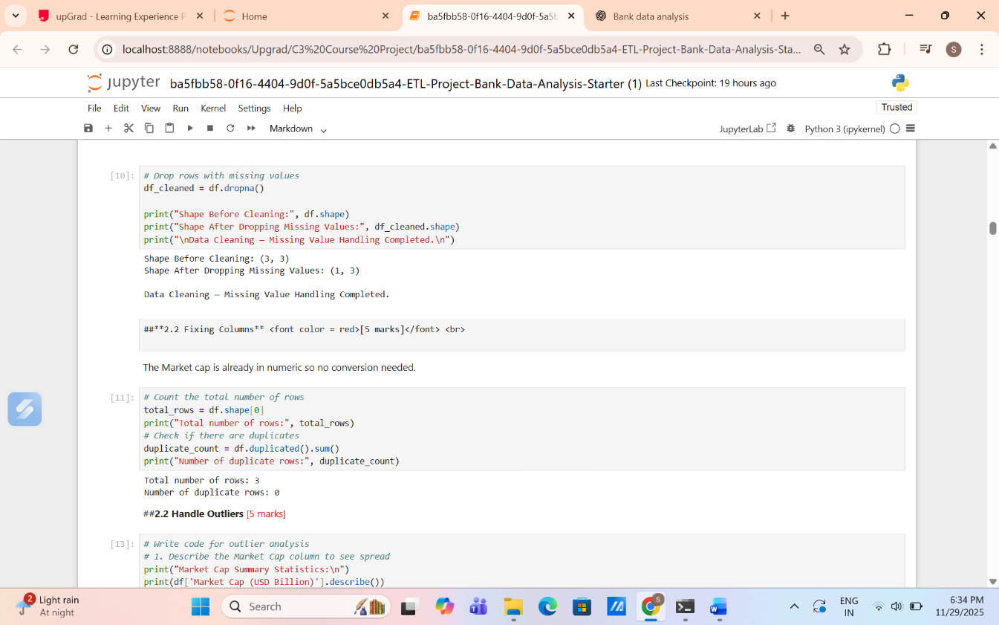 upGrad - Learning Experience P
Home
ba5fbb58-0f16-4404-9d0f-5a5b
Bank data analysis
localhost:8888/notebooks/Upgrad/C3%20Course%20Project/ba5fbb58-0f16-4404-9d0f-5a5bce0db5a4-ETL-Project-Bank-Data-Analysis-Sta...
S
jupyter ba5fbb58-0f16-4404-9d0f-5a5bce0db5a4-ETL-Project-Bank-Data-Analysis-Starter (1) Last Checkpoint: 19 hours ago
File Edit View Run Kernel Settings Help
Trusted
Markdown
JupyterLab
Python 3 (ipykernel)
[10]: # Drop rows with missing values
df_cleaned = df.dropna()
print("Shape Before Cleaning:", df.shape)
print("Shape After Dropping Missing Values:", df_cleaned.shape)
print("\nData Cleaning – Missing Value Handling Completed.\n")
Shape Before Cleaning: (3, 3)
Shape After Dropping Missing Values: (1, 3)
Data Cleaning – Missing Value Handling Completed.
##**2.2 Fixing Columns** <font color = red>[5 marks]</font> <br>
The Market cap is already in numeric so no conversion needed.
[11]: # Count the total number of rows
total_rows = df.shape[0]
print("Total number of rows:", total_rows)
# Check if there are duplicates
duplicate_count = df.duplicated().sum()
print("Number of duplicate rows:", duplicate_count)
Total number of rows: 3
Number of duplicate rows: 0
##2.2 Handle Outliers [5 marks]
[13]: # Write code for outlier analysis
# 1. Describe the Market Cap column to see spread
print("Market Cap Summary Statistics:\n")
print(df['Market Cap (USD Billion)'].describe())
2
Light rain
At night
Search
S
W
ENG
IN
6:34 PM
11/29/2025